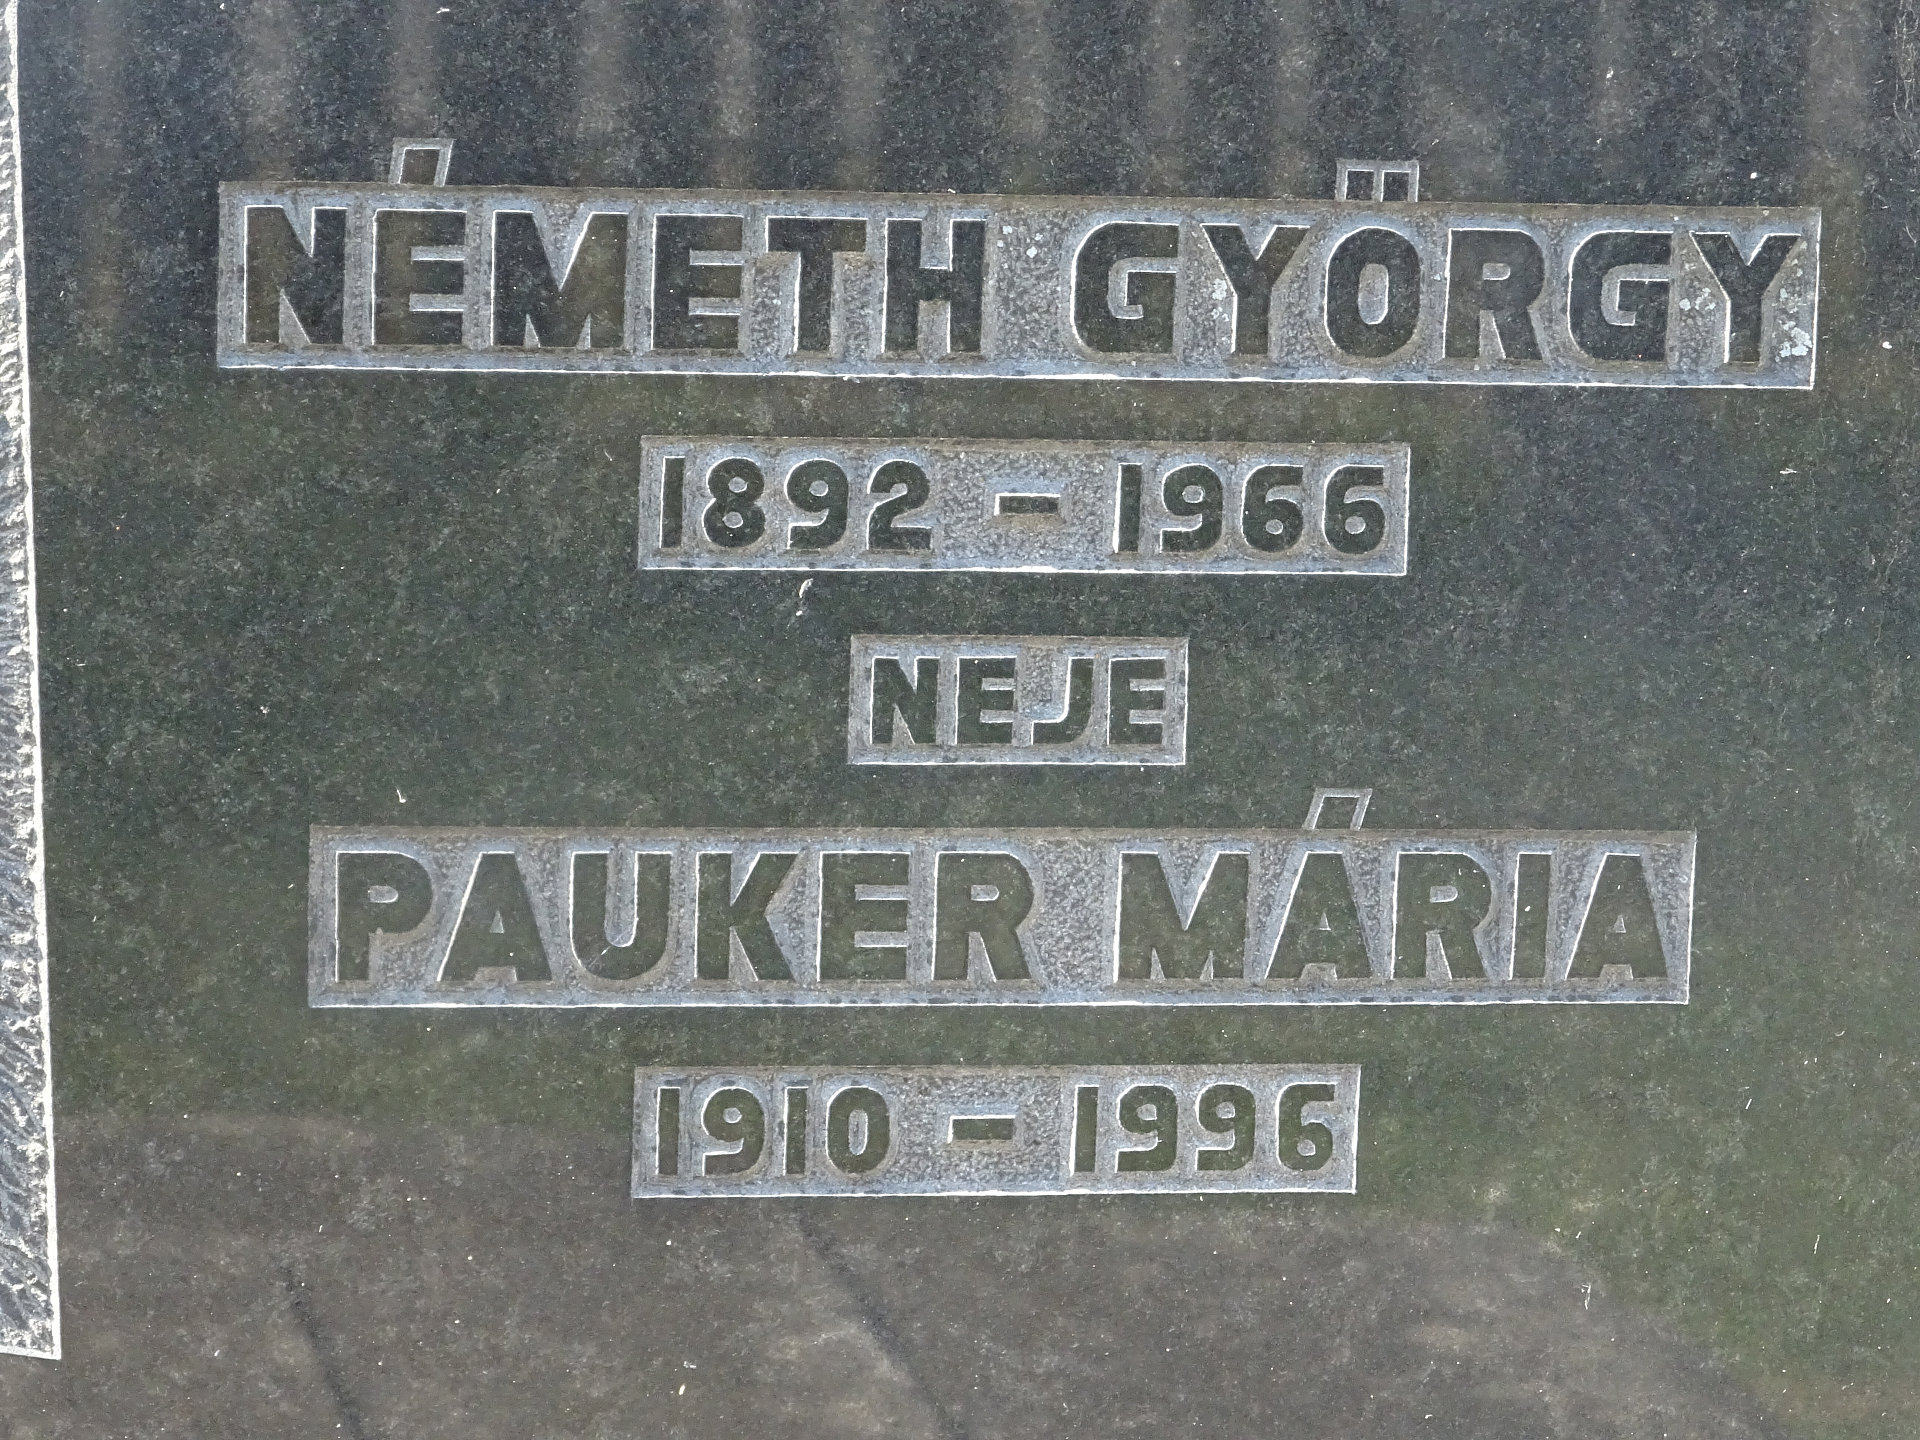 NÉMETH GYÖRGY
1892 - 1966
NEJE
PAUKER MÁRIA
1910 - 1996